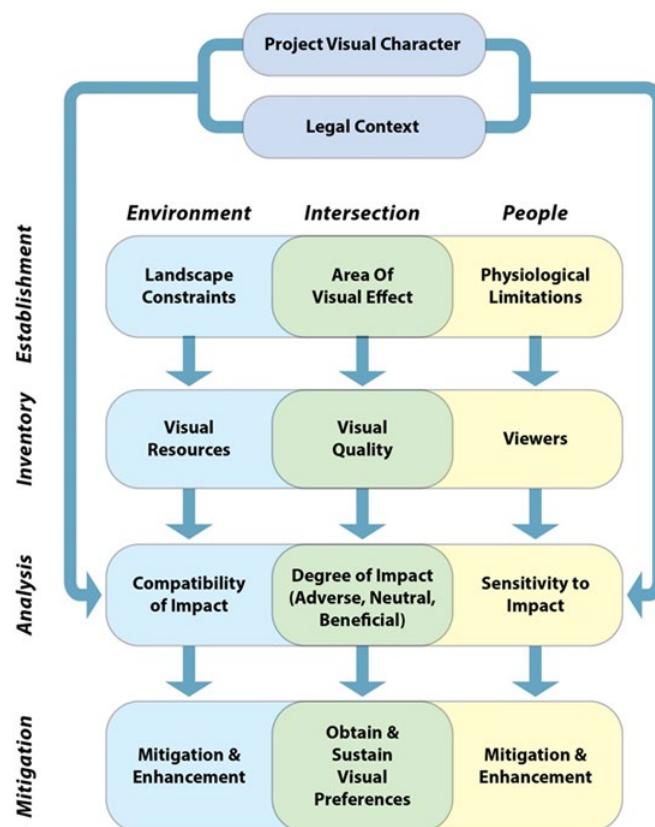 Project Visual Character
Legal Context
Environment
Intersection
People
Establishment
Landscape
Constraints
Area Of
Visual Effect
Physiological
Limitations
Inventory
Visual
Resources
Visual
Quality
Viewers
Analysis
Compatibility
of Impact
Degree of Impact
(Adverse, Neutral,
Beneficial)
Sensitivity to
Impact
Mitigation
Mitigation &
Enhancement
Obtain &
Sustain
Visual
Preferences
Mitigation &
Enhancement